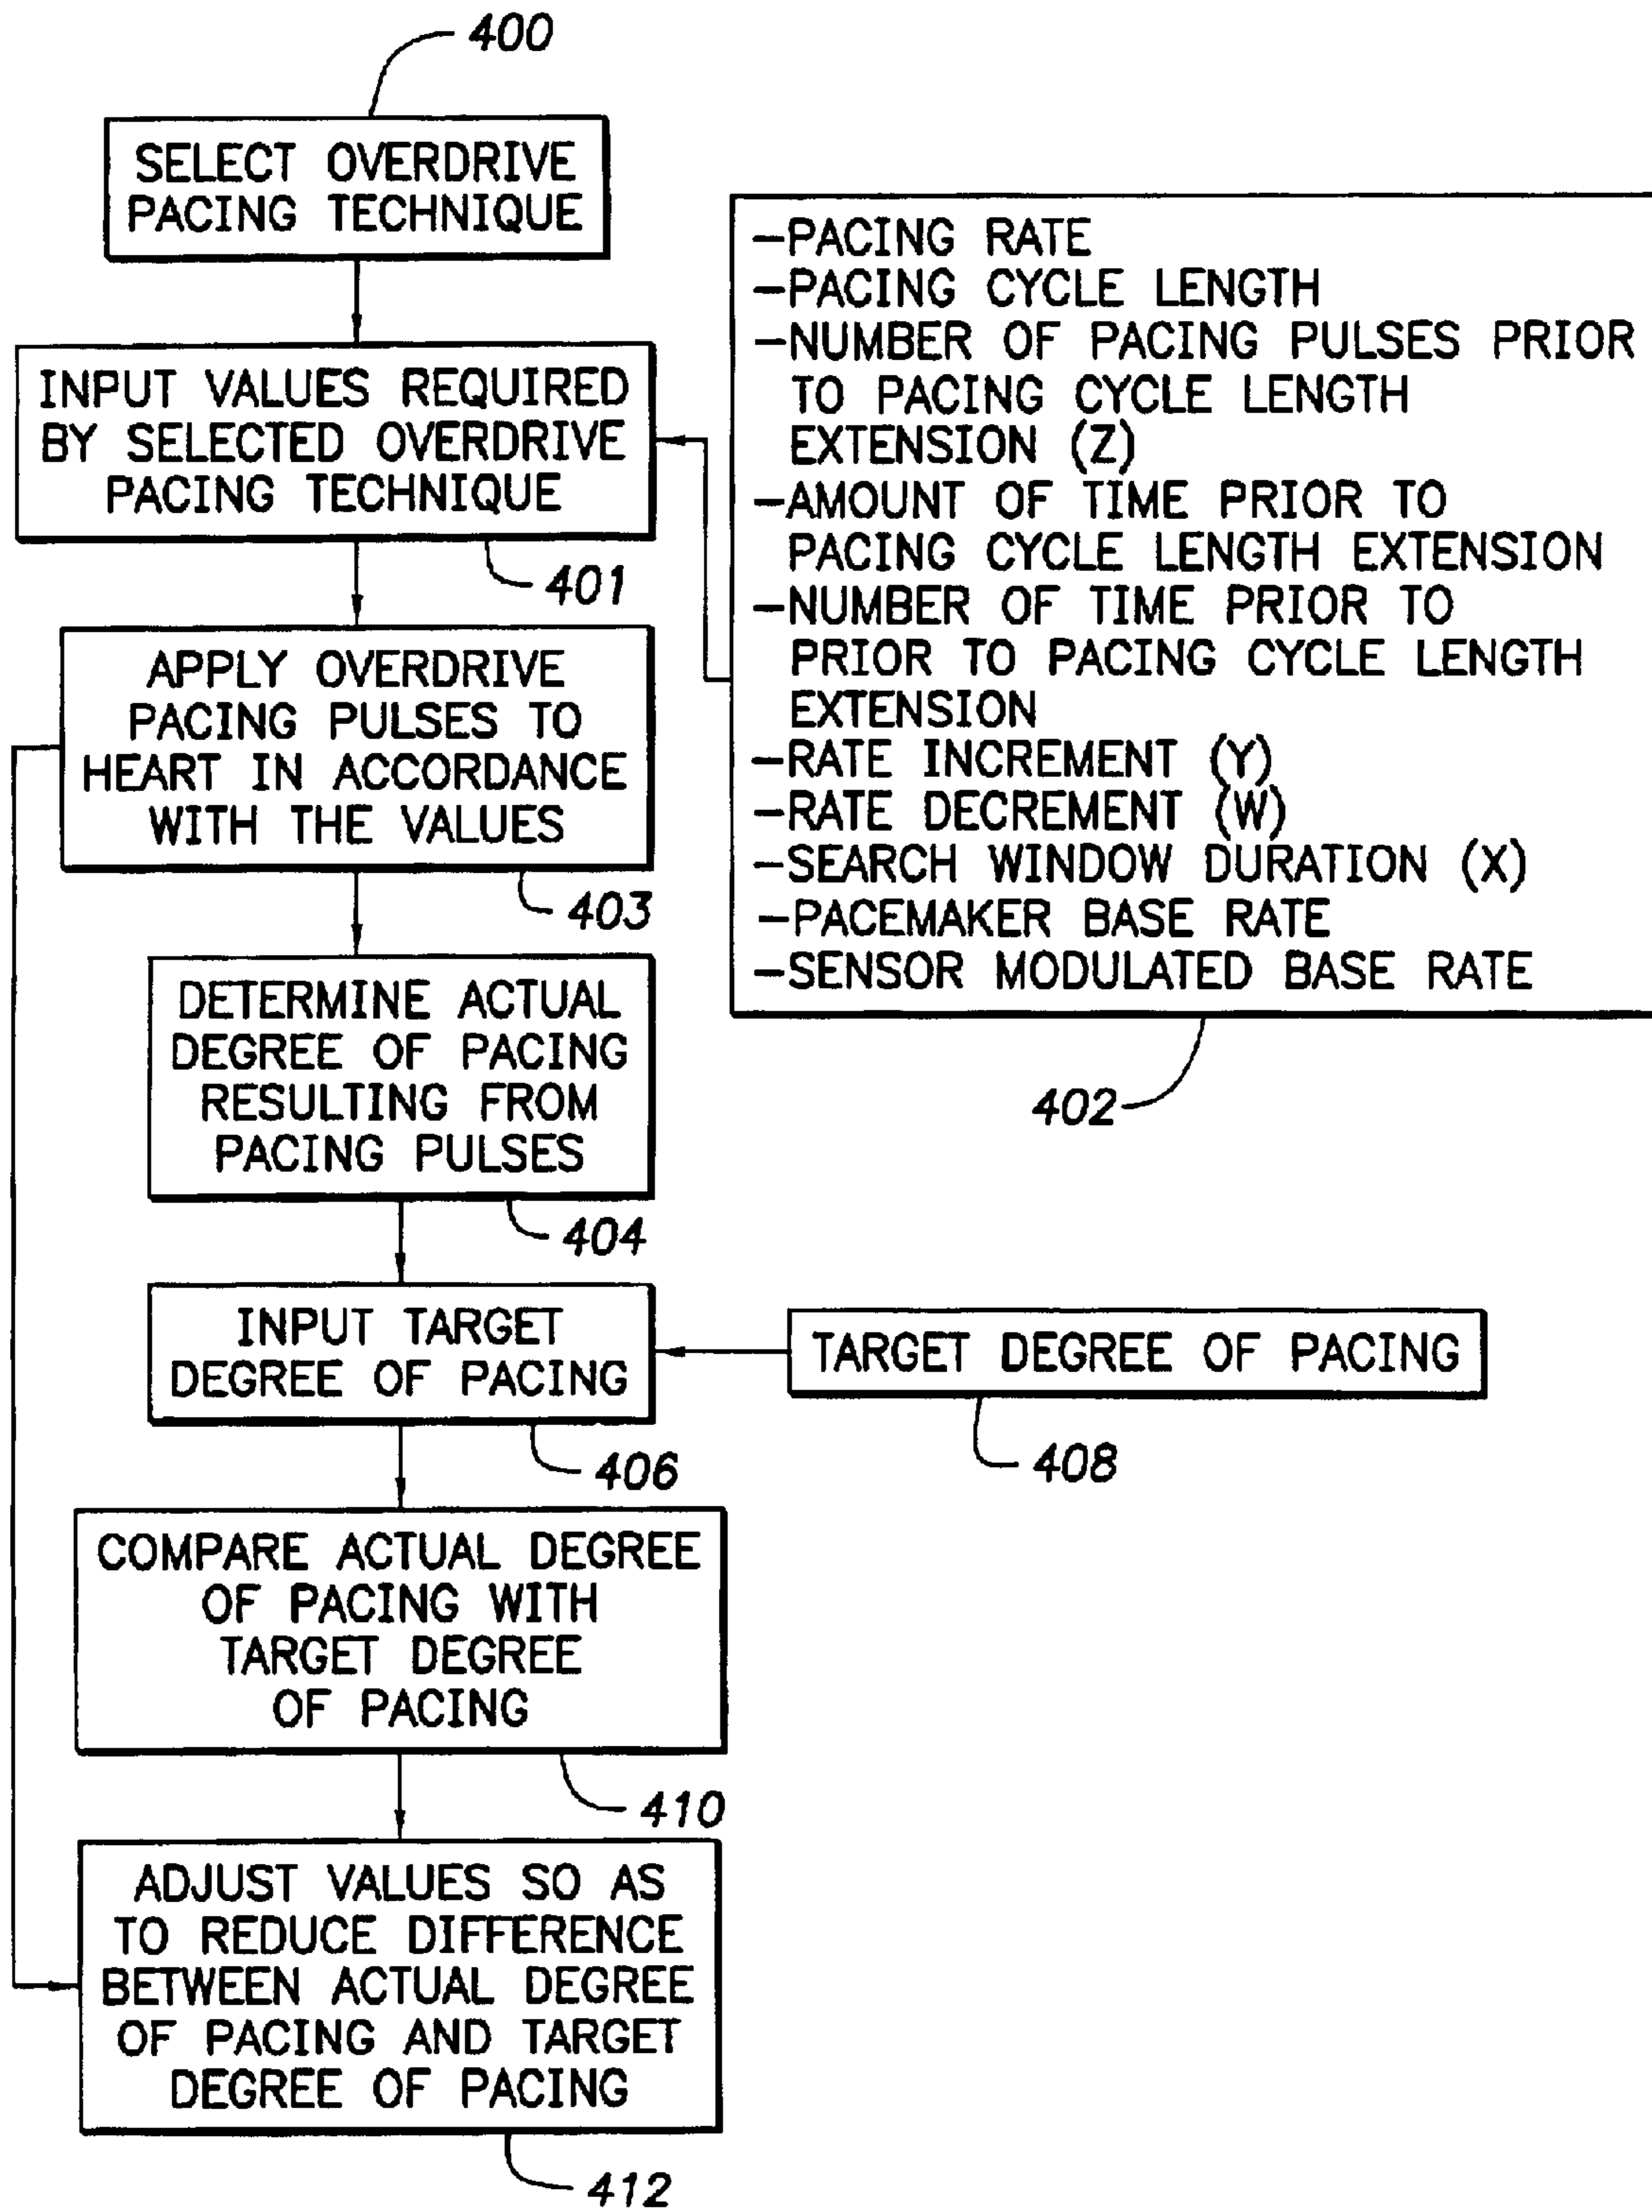 400
SELECT OVERDRIVE
PACING TECHNIQUE
INPUT VALUES REQUIRED
BY SELECTED OVERDRIVE
PACING TECHNIQUE
401
-PACING RATE
-PACING CYCLE LENGTH
-NUMBER OF PACING PULSES PRIOR
TO PACING CYCLE LENGTH
EXTENSION (Z)
-AMOUNT OF TIME PRIOR TO
PACING CYCLE LENGTH EXTENSION
-NUMBER OF TIME PRIOR TO
PRIOR TO PACING CYCLE LENGTH
EXTENSION
-RATE INCREMENT (Y)
-RATE DECREMENT (W)
-SEARCH WINDOW DURATION (X)
-PACEMAKER BASE RATE
-SENSOR MODULATED BASE RATE
402
APPLY OVERDRIVE
PACING PULSES TO
HEART IN ACCORDANCE
WITH THE VALUES
403
DETERMINE ACTUAL
DEGREE OF PACING
RESULTING FROM
PACING PULSES
404
INPUT TARGET
DEGREE OF PACING
406
TARGET DEGREE OF PACING
408
COMPARE ACTUAL DEGREE
OF PACING WITH
TARGET DEGREE
OF PACING
410
ADJUST VALUES SO AS
TO REDUCE DIFFERENCE
BETWEEN ACTUAL DEGREE
OF PACING AND TARGET
DEGREE OF PACING
412